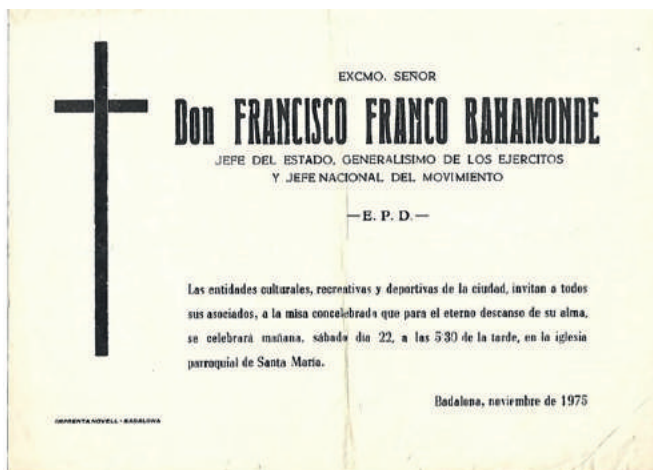 EXCMO. SEÑOR
Don FRANCISCO FRANCO BAHAMONDE
JEFE DEL ESTADO, GENERALISIMO DE LOS EJERCITOS
Y JEFE NACIONAL DEL MOVIMIENTO
—E. P. D.—
Las entidades culturales, recreativas y deportivas de la ciudad, invitan a todos
sus asociados, a la misa concelebrada que para el eterno descanso de su alma,
se celebrará mañana, sábado dia 22, a las 5'30 de la tarde, en la iglesia
parroquial de Santa María.
Badalona, noviembre de 1975
IMPRENTA NOVELL - BADALONA